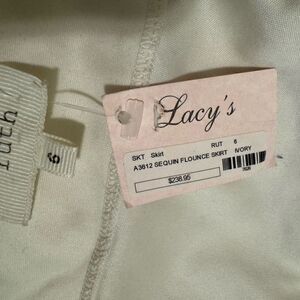 Lacy's
SKT Skirt RUT 6
A3612 SEQUIN FLOUNCE SKIRT IVORY
$238.95
ruth
6